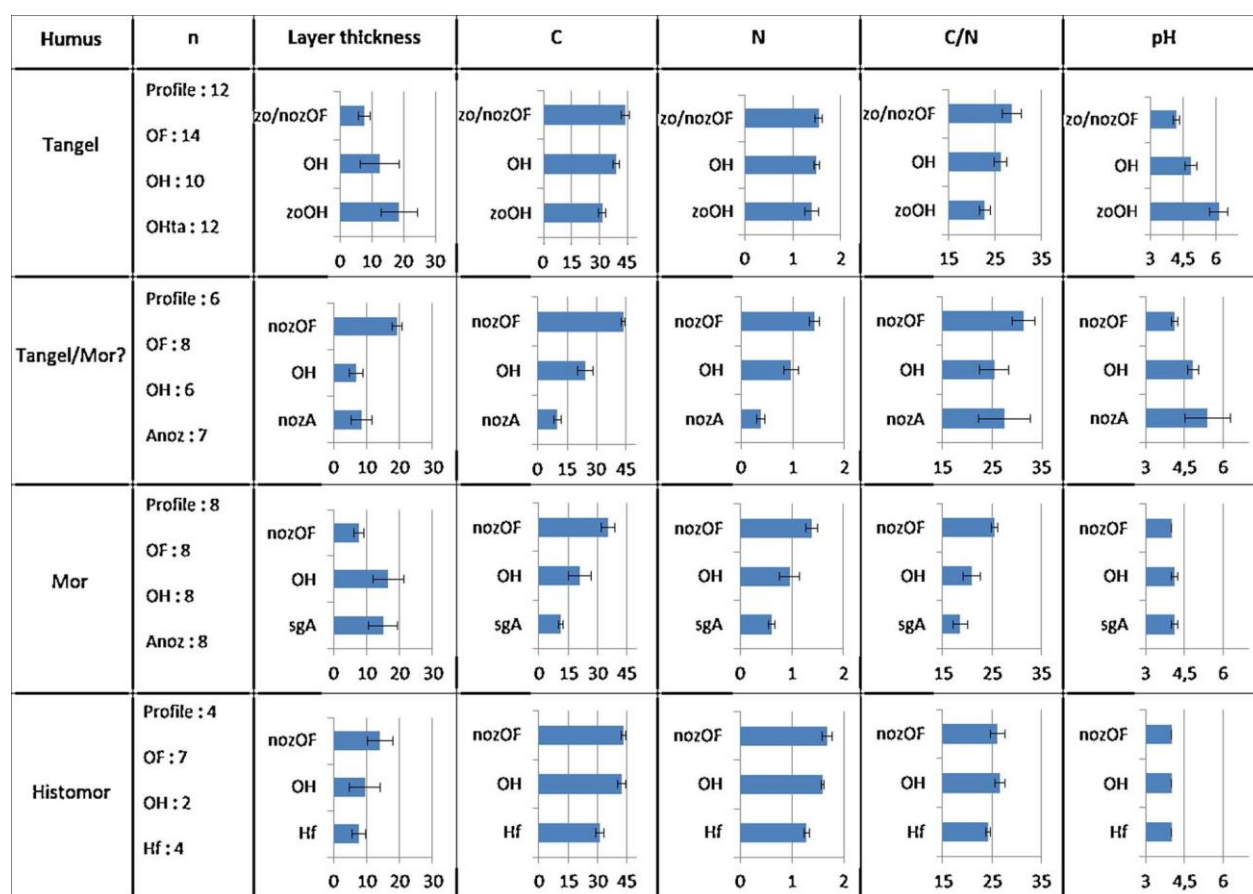 Humus n Layer thickness C N C/N pH
Tangel
Profile : 12
OF : 14
OH : 10
OHta : 12
zo/nozOF
OH
zoOH
0 10 20 30
zo/nozOF
OH
zoOH
0 15 30 45
zo/nozOF
OH
zoOH
0 1 2
zo/nozOF
OH
zoOH
15 25 35
zo/nozOF
OH
zoOH
3 4,5 6
Tangel/Mor?
Profile : 6
OF : 8
OH : 6
Anoz : 7
nozOF
OH
nozA
0 10 20 30
nozOF
OH
nozA
0 15 30 45
nozOF
OH
nozA
0 1 2
nozOF
OH
nozA
15 25 35
nozOF
OH
nozA
3 4,5 6
Mor
Profile : 8
OF : 8
OH : 8
Anoz : 8
nozOF
OH
sgA
0 10 20 30
nozOF
OH
sgA
0 15 30 45
nozOF
OH
sgA
0 1 2
nozOF
OH
sgA
15 25 35
nozOF
OH
sgA
3 4,5 6
Histomor
Profile : 4
OF : 7
OH : 2
Hf : 4
nozOF
OH
Hf
0 10 20 30
nozOF
OH
Hf
0 15 30 45
nozOF
OH
Hf
0 1 2
nozOF
OH
Hf
15 25 35
nozOF
OH
Hf
3 4,5 6